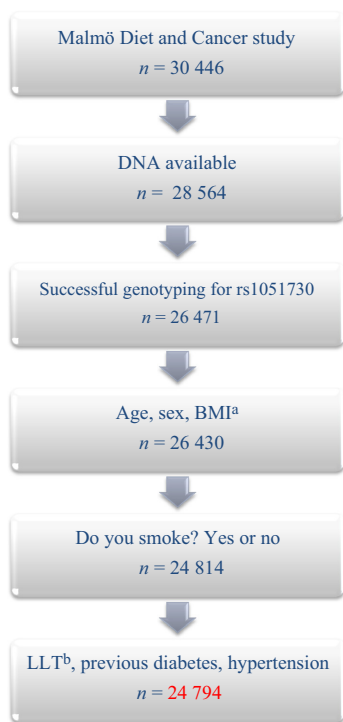 Malmö Diet and Cancer study
n = 30 446
DNA available
n = 28 564
Successful genotyping for rs1051730
n = 26 471
Age, sex, BMIᵃ
n = 26 430
Do you smoke? Yes or no
n = 24 814
LLTᵇ, previous diabetes, hypertension
n = 24 794